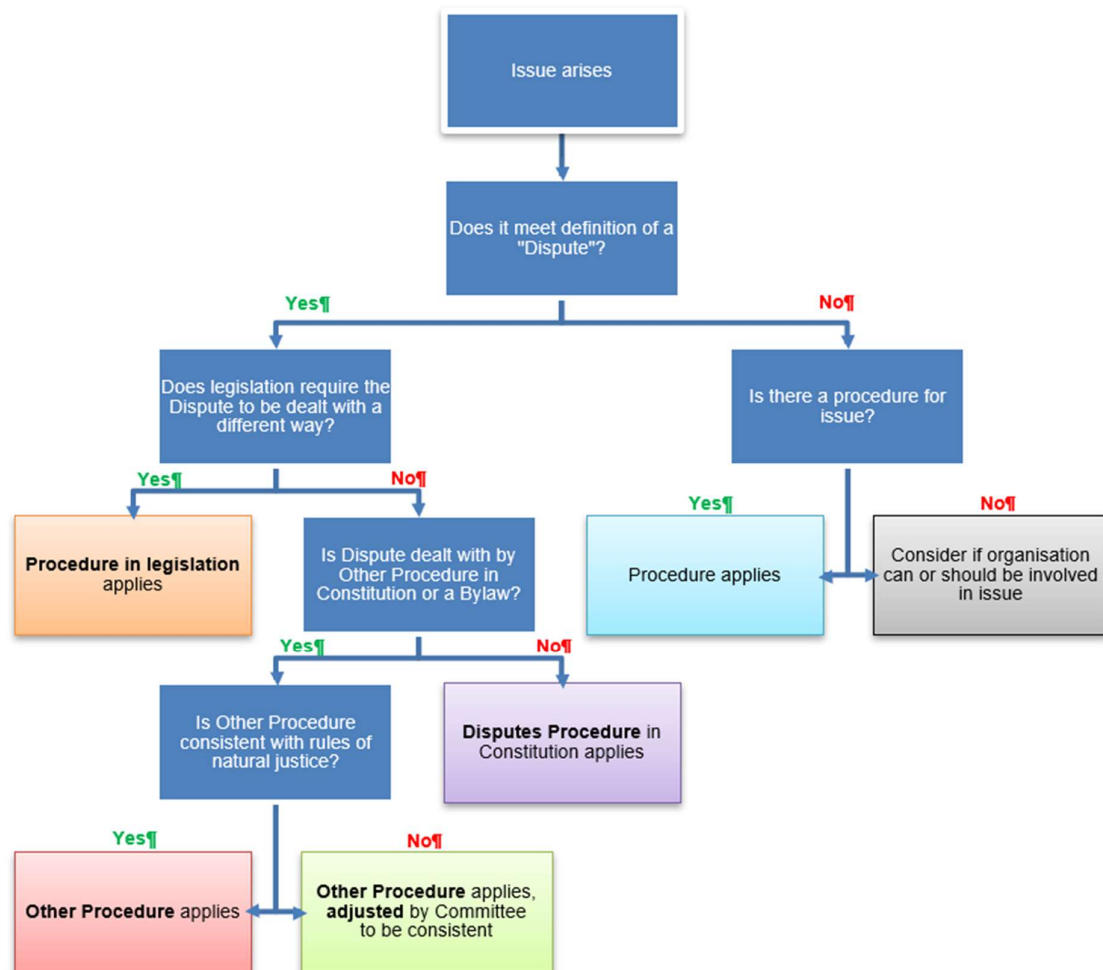 Issue arises
Does it meet definition of a
"Dispute"?
Yes¶
No¶
Does legislation require the
Dispute to be dealt with a
different way?
Is there a procedure for
issue?
Yes¶
No¶
Yes¶
No¶
Procedure in legislation
applies
Is Dispute dealt with by
Other Procedure in
Constitution or a Bylaw?
Procedure applies
Consider if organisation
can or should be involved
in issue
Yes¶
No¶
Is Other Procedure
consistent with rules of
natural justice?
Disputes Procedure in
Constitution applies
Yes¶
No¶
Other Procedure applies
Other Procedure applies,
adjusted by Committee
to be consistent